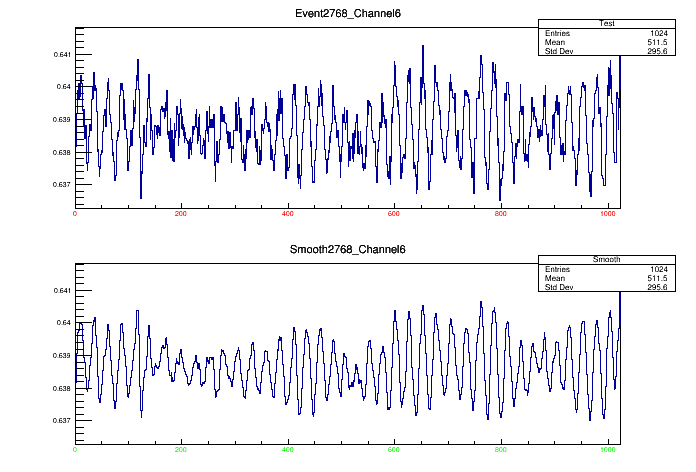 Event2768_Channel6
Test
Entries 1024
Mean 511.5
Std Dev 295.6
0.641
0.64
0.639
0.638
0.637
0 200 400 600 800 1000
Smooth2768_Channel6
Smooth
Entries 1024
Mean 511.5
Std Dev 295.6
0.641
0.64
0.639
0.638
0.637
0 200 400 600 800 1000